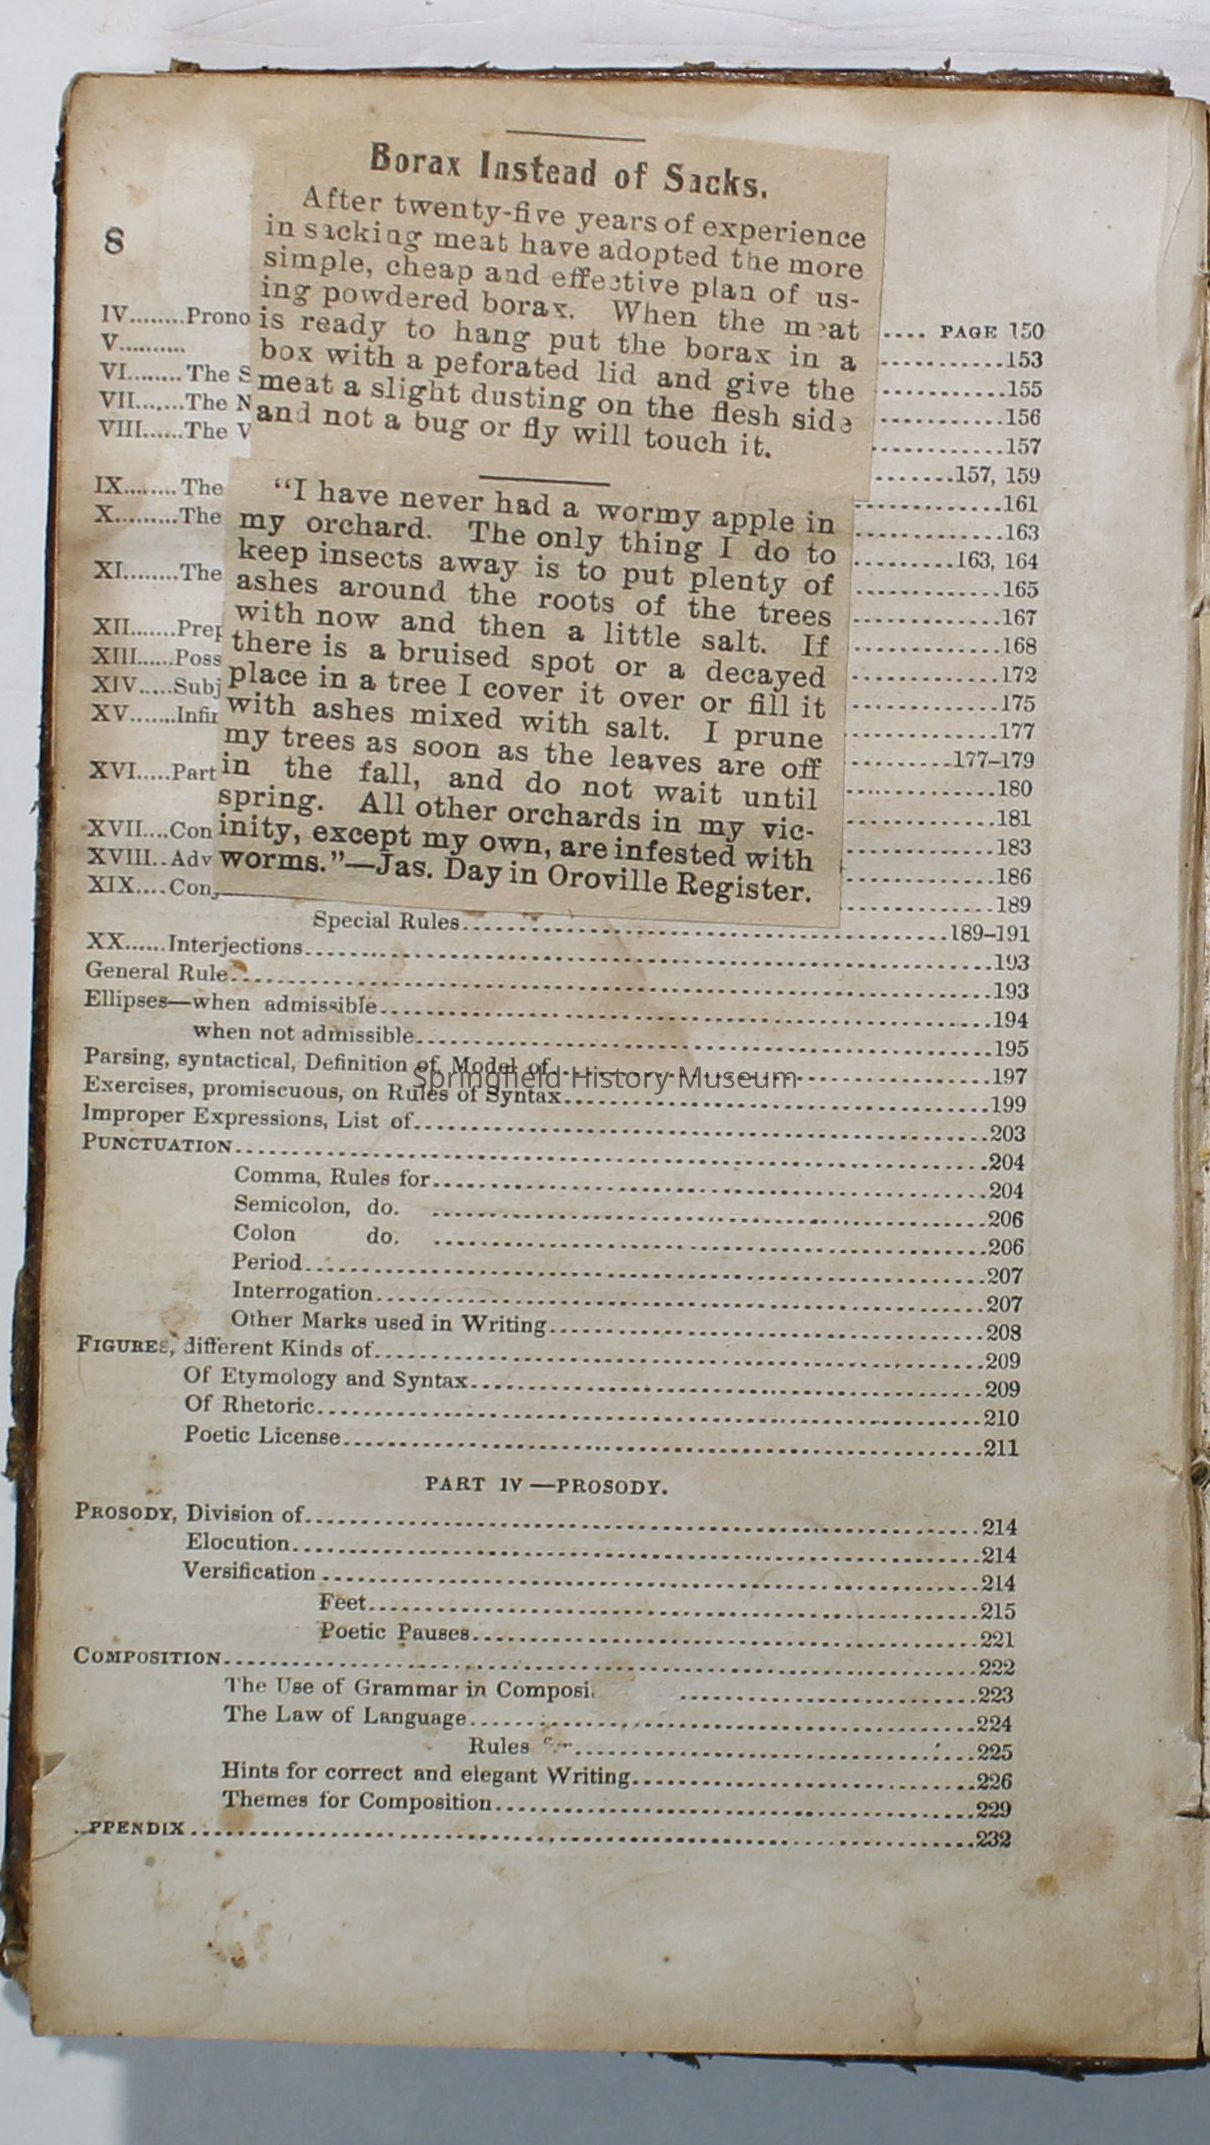 Borax Instead of Sacks.
After twenty-five years of experience
in sacking meat have adopted the more
simple, cheap and effective plan of us-
ing powdered borax. When the meat
is ready to hang put the borax in a
box with a peforated lid and give the
meat a slight dusting on the flesh side
and not a bug or fly will touch it.
"I have never had a wormy apple in
my orchard. The only thing I do to
keep insects away is to put plenty of
ashes around the roots of the trees
with now and then a little salt. If
there is a bruised spot or a decayed
place in a tree I cover it over or fill it
with ashes mixed with salt. I prune
my trees as soon as the leaves are off
in the fall, and do not wait until
spring. All other orchards in my vic-
inity, except my own, are infested with
worms."—Jas. Day in Oroville Register.
8
IV........Prono .... PAGE 150
V.......... ...........153
VI........The S ...........155
VII.......The N ...........156
VIII......The V ...........157
.......157, 159
IX........The ...........161
X.........The ...........163
.........163, 164
XI........The ...........165
...........167
XII.......Prep ...........168
XIII......Poss ...........172
XIV.....Subj ...........175
XV.......Infin ...........177
.........177–179
XVI.....Part ...........180
...........181
XVII....Con ...........183
XVIII..Adv ...........186
XIX....Conj ...........189
Special Rules..........189–191
XX......Interjections..........193
General Rule..........193
Ellipses—when admissible..........194
when not admissible..........195
Parsing, syntactical, Definition of, Model of..........197
Exercises, promiscuous, on Rules of Syntax..........199
Improper Expressions, List of..........203
PUNCTUATION..........204
Comma, Rules for..........204
Semicolon, do. ..........206
Colon do. ..........206
Period..........207
Interrogation..........207
Other Marks used in Writing..........208
FIGURES, different Kinds of..........209
Of Etymology and Syntax..........209
Of Rhetoric..........210
Poetic License..........211
PART IV—PROSODY.
PROSODY, Division of..........214
Elocution..........214
Versification..........214
Feet..........215
Poetic Pauses..........221
COMPOSITION..........222
The Use of Grammar in Composi ..........223
The Law of Language..........224
Rules ..........225
Hints for correct and elegant Writing..........226
Themes for Composition..........229
PPENDIX..........232
Springfield History Museum